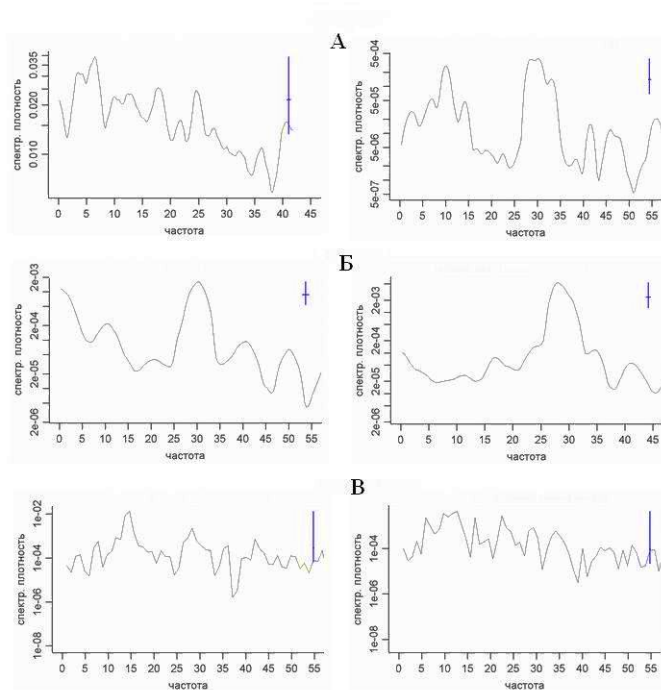 А
спектр. плотность
0.035
0.020
0.010
0 5 10 15 20 25 30 35 40 45
частота
спектр. плотность
5e-04
5e-05
5e-06
5e-07
0 5 10 15 20 25 30 35 40 45 50 55
частота
Б
спектр. плотность
2e-03
2e-04
2e-05
2e-06
0 5 10 15 20 25 30 35 40 45 50 55
частота
спектр. плотность
2e-03
2e-04
2e-05
2e-06
0 5 10 15 20 25 30 35 40 45
частота
В
спектр. плотность
1e-02
1e-04
1e-06
1e-08
0 5 10 15 20 25 30 35 40 45 50 55
частота
спектр. плотность
1e-04
1e-06
1e-08
0 5 10 15 20 25 30 35 40 45 50 55
частота